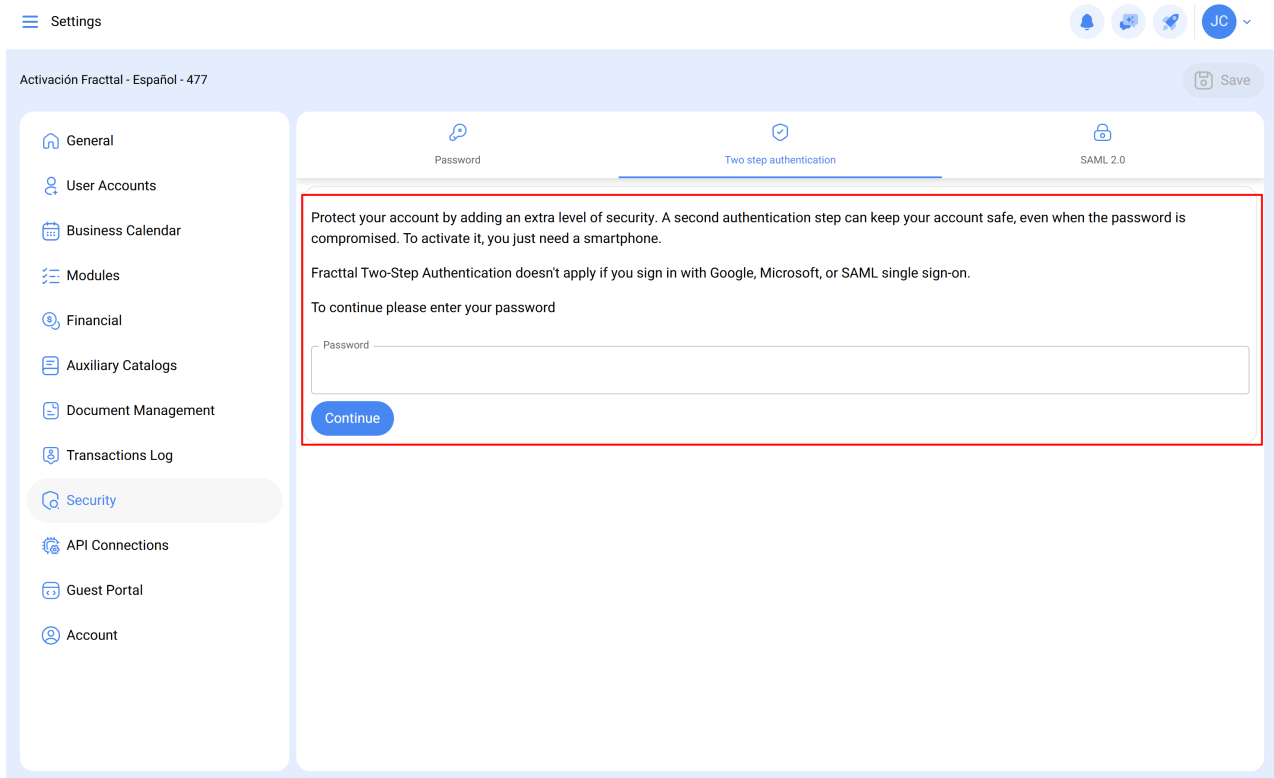 Settings
JC
Activación Fracttal - Español - 477
Save
General
User Accounts
Business Calendar
Modules
Financial
Auxiliary Catalogs
Document Management
Transactions Log
Security
API Connections
Guest Portal
Account
Password
Two step authentication
SAML 2.0
Protect your account by adding an extra level of security. A second authentication step can keep your account safe, even when the password is
compromised. To activate it, you just need a smartphone.
Fracttal Two-Step Authentication doesn't apply if you sign in with Google, Microsoft, or SAML single sign-on.
To continue please enter your password
Password
Continue